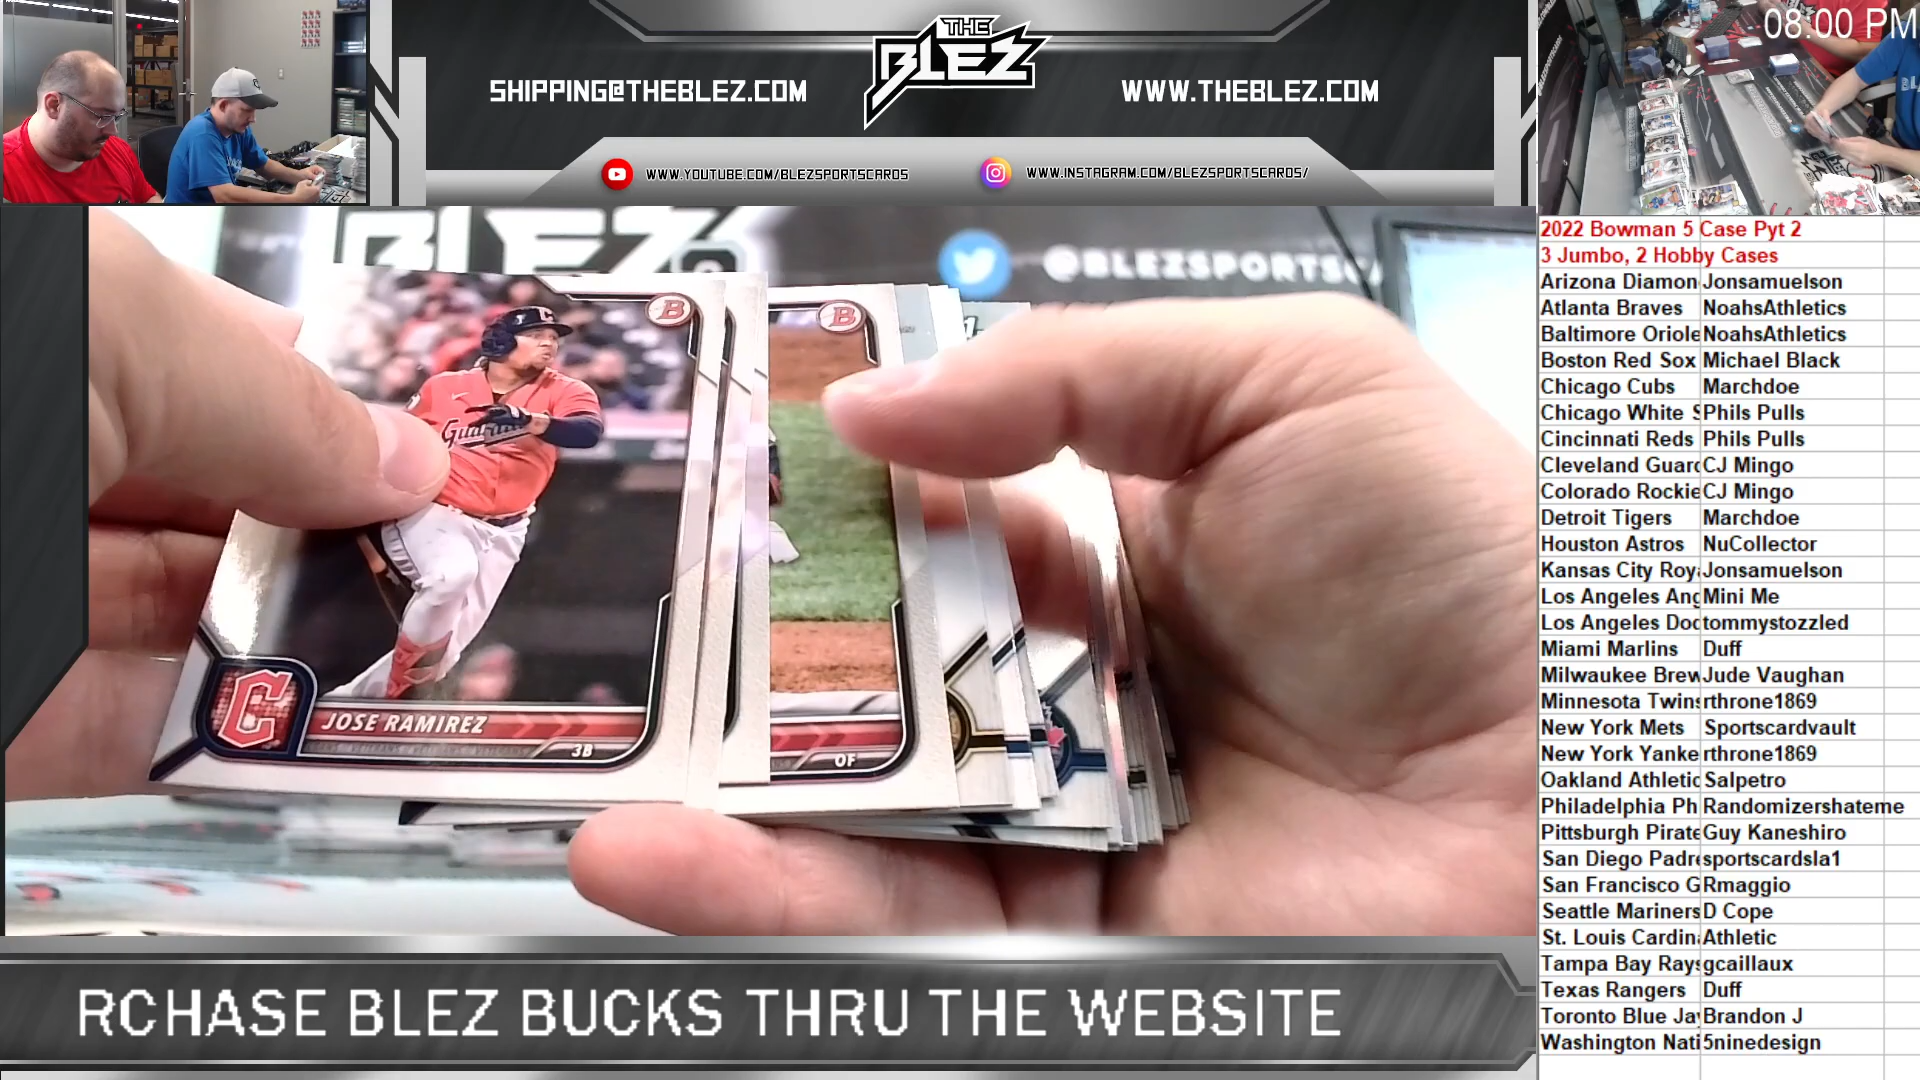 08:00 PM
THE
BLEZ
SHIPPING@THEBLEZ.COM
WWW.THEBLEZ.COM
WWW.YOUTUBE.COM/BLEZSPORTSCARDS
WWW.INSTAGRAM.COM/BLEZSPORTSCARDS/
BLEZ
@BLEZSPORTSC
B
B
C
Guard
C
JOSE RAMIREZ
3B
OF
RCHASE BLEZ BUCKS THRU THE WEBSITE
2022 Bowman 5 Case Pyt 2
3 Jumbo, 2 Hobby Cases
Arizona Diamon Jonsamuelson
Atlanta Braves NoahsAthletics
Baltimore Oriole NoahsAthletics
Boston Red Sox Michael Black
Chicago Cubs Marchdoe
Chicago White S Phils Pulls
Cincinnati Reds Phils Pulls
Cleveland Guard CJ Mingo
Colorado Rockie CJ Mingo
Detroit Tigers Marchdoe
Houston Astros NuCollector
Kansas City Roy Jonsamuelson
Los Angeles Ang Mini Me
Los Angeles Doc tommystozzled
Miami Marlins Duff
Milwaukee Brew Jude Vaughan
Minnesota Twins rthrone1869
New York Mets Sportscardvault
New York Yanke rthrone1869
Oakland Athletic Salpetro
Philadelphia Ph Randomizershateme
Pittsburgh Pirate Guy Kaneshiro
San Diego Padre sportscardsla1
San Francisco G Rmaggio
Seattle Mariners D Cope
St. Louis Cardin Athletic
Tampa Bay Rays gcaillaux
Texas Rangers Duff
Toronto Blue Jay Brandon J
Washington Nati 5ninedesign